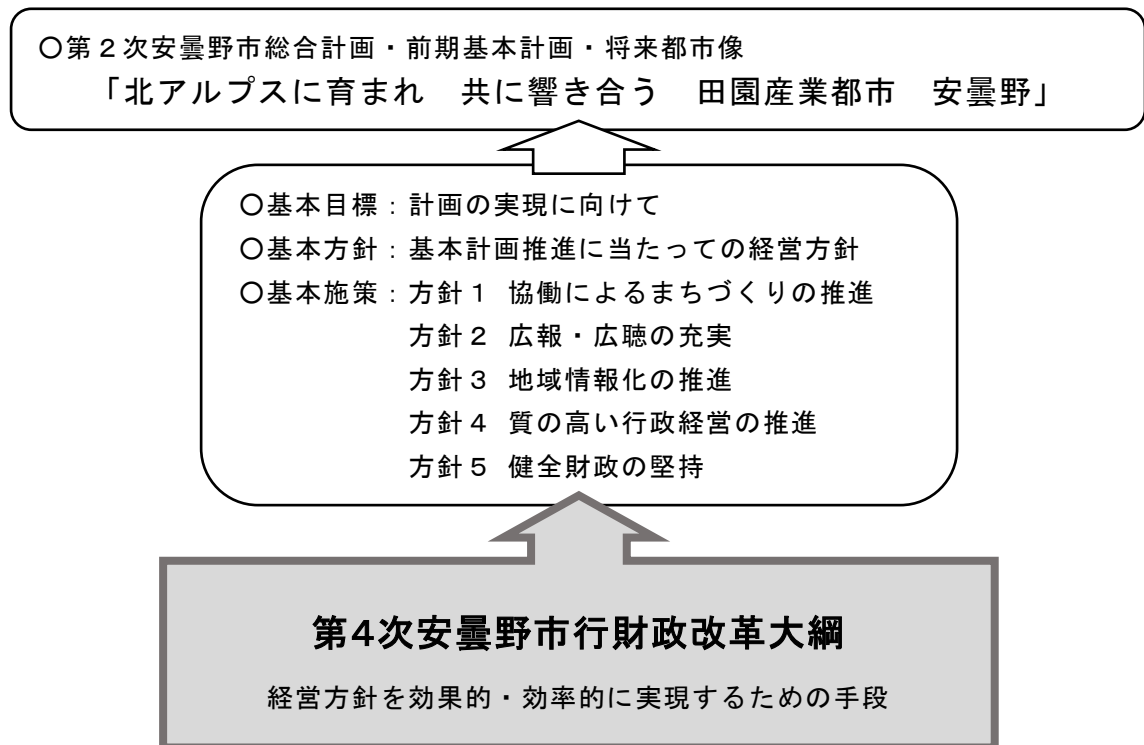 ○第2次安曇野市総合計画・前期基本計画・将来都市像
「北アルプスに育まれ　共に響き合う　田園産業都市　安曇野」
○基本目標：計画の実現に向けて
○基本方針：基本計画推進に当たっての経営方針
○基本施策：方針1　協働によるまちづくりの推進
方針2　広報・広聴の充実
方針3　地域情報化の推進
方針4　質の高い行政経営の推進
方針5　健全財政の堅持
第4次安曇野市行財政改革大綱
経営方針を効果的・効率的に実現するための手段